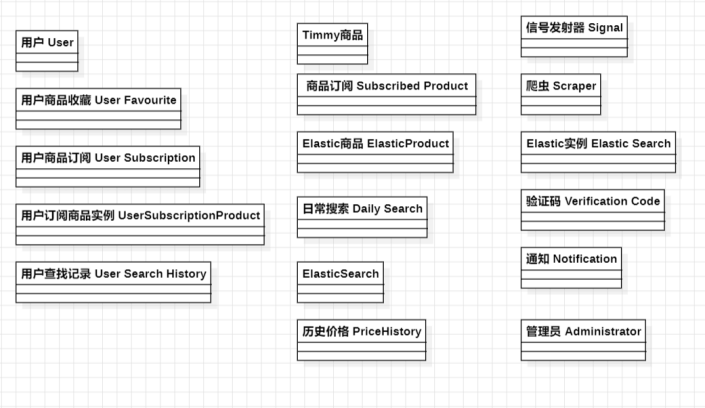 用户 User
用户商品收藏 User Favourite
用户商品订阅 User Subscription
用户订阅商品实例 UserSubscriptionProduct
用户查找记录 User Search History
Timmy商品
商品订阅 Subscribed Product
Elastic商品 ElasticProduct
日常搜索 Daily Search
ElasticSearch
历史价格 PriceHistory
信号发射器 Signal
爬虫 Scraper
Elastic实例 Elastic Search
验证码 Verification Code
通知 Notification
管理员 Administrator